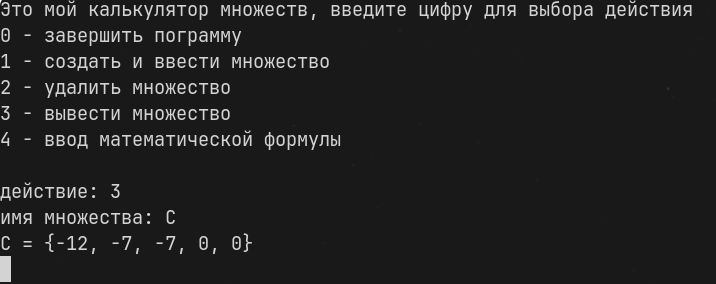 Это мой калькулятор множеств, введите цифру для выбора действия
0 - завершить пограмму
1 - создать и ввести множество
2 - удалить множество
3 - вывести множество
4 - ввод математической формулы
действие: 3
имя множества: C
C = {-12, -7, -7, 0, 0}